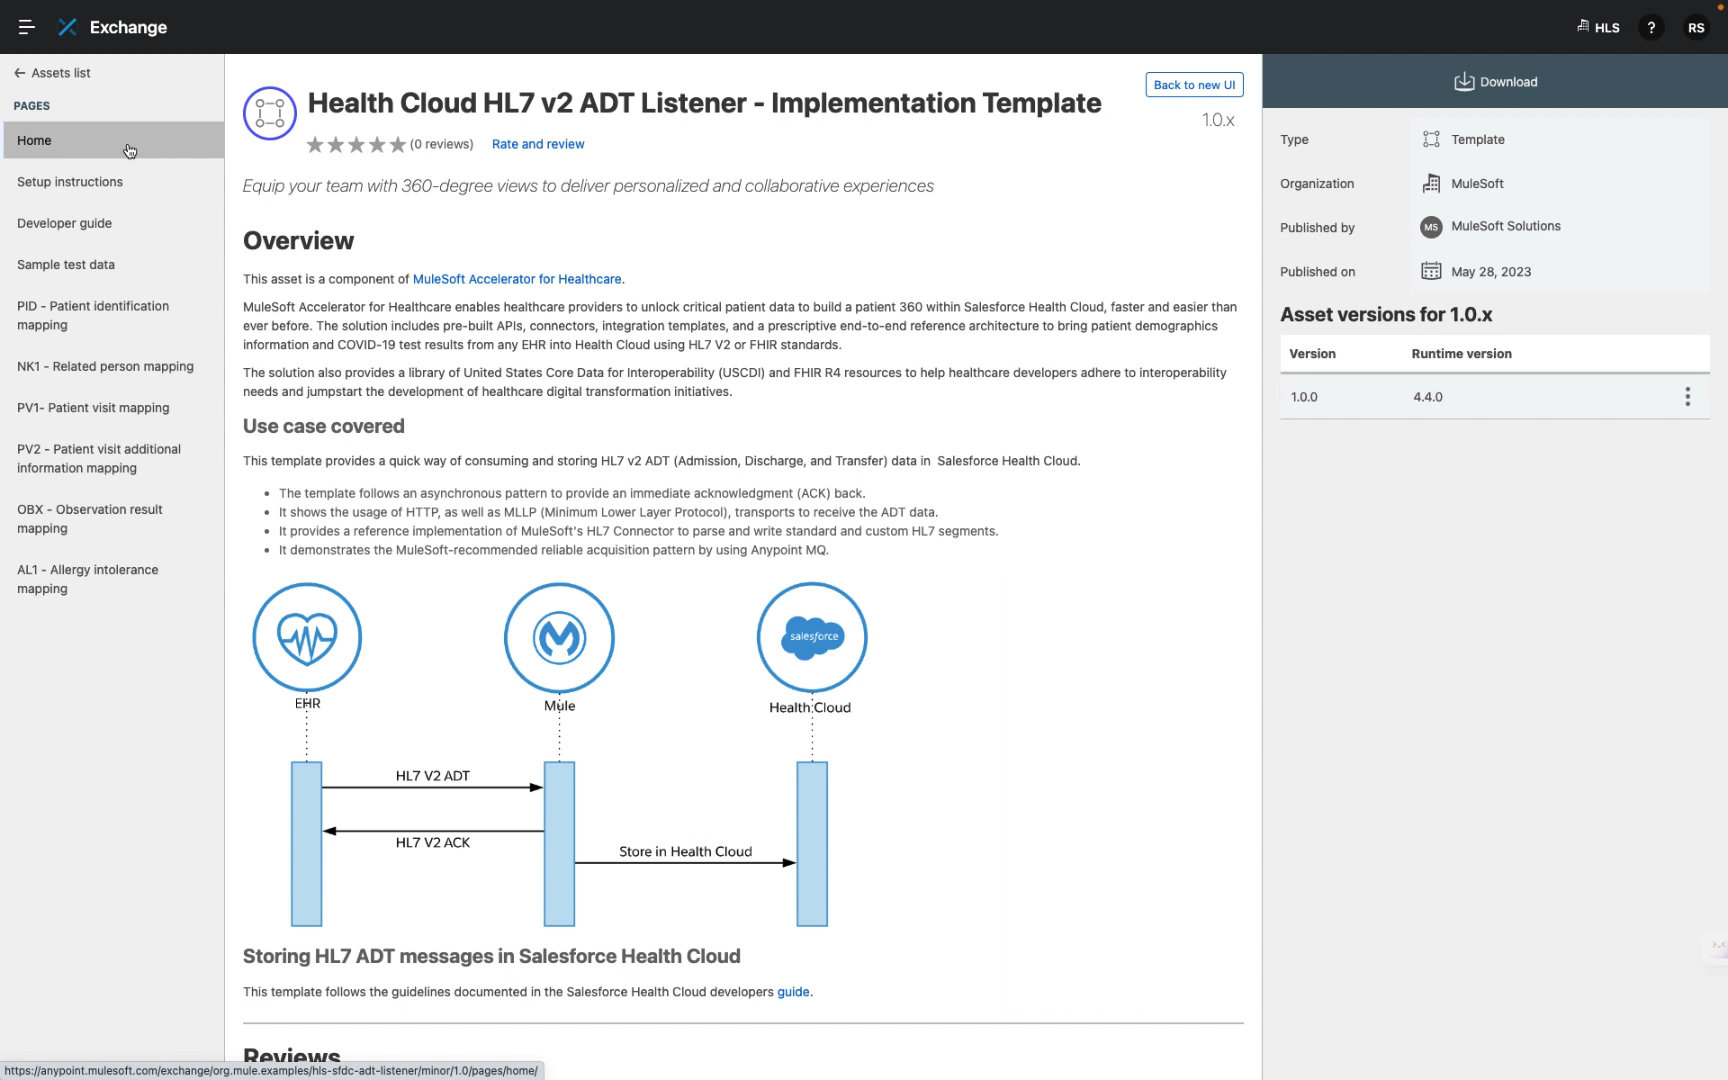 Exchange
HLS
?
RS
Assets list
PAGES
Home
Setup instructions
Developer guide
Sample test data
PID - Patient identification
mapping
NK1 - Related person mapping
PV1- Patient visit mapping
PV2 - Patient visit additional
information mapping
OBX - Observation result
mapping
AL1 - Allergy intolerance
mapping
Health Cloud HL7 v2 ADT Listener - Implementation Template
Back to new UI
1.0.x
(0 reviews) Rate and review
Equip your team with 360-degree views to deliver personalized and collaborative experiences
Overview
This asset is a component of MuleSoft Accelerator for Healthcare.
MuleSoft Accelerator for Healthcare enables healthcare providers to unlock critical patient data to build a patient 360 within Salesforce Health Cloud, faster and easier than
ever before. The solution includes pre-built APIs, connectors, integration templates, and a prescriptive end-to-end reference architecture to bring patient demographics
information and COVID-19 test results from any EHR into Health Cloud using HL7 V2 or FHIR standards.
The solution also provides a library of United States Core Data for Interoperability (USCDI) and FHIR R4 resources to help healthcare developers adhere to interoperability
needs and jumpstart the development of healthcare digital transformation initiatives.
Use case covered
This template provides a quick way of consuming and storing HL7 v2 ADT (Admission, Discharge, and Transfer) data in Salesforce Health Cloud.
• The template follows an asynchronous pattern to provide an immediate acknowledgment (ACK) back.
• It shows the usage of HTTP, as well as MLLP (Minimum Lower Layer Protocol), transports to receive the ADT data.
• It provides a reference implementation of MuleSoft's HL7 Connector to parse and write standard and custom HL7 segments.
• It demonstrates the MuleSoft-recommended reliable acquisition pattern by using Anypoint MQ.
salesforce
EHR
Mule
Health Cloud
HL7 V2 ADT
HL7 V2 ACK
Store in Health Cloud
Storing HL7 ADT messages in Salesforce Health Cloud
This template follows the guidelines documented in the Salesforce Health Cloud developers guide.
Reviews
https://anypoint.mulesoft.com/exchange/org.mule.examples/hls-sfdc-adt-listener/minor/1.0/pages/home/
Download
Type Template
Organization MuleSoft
Published by MS MuleSoft Solutions
Published on May 28, 2023
Asset versions for 1.0.x
Version Runtime version
1.0.0 4.4.0